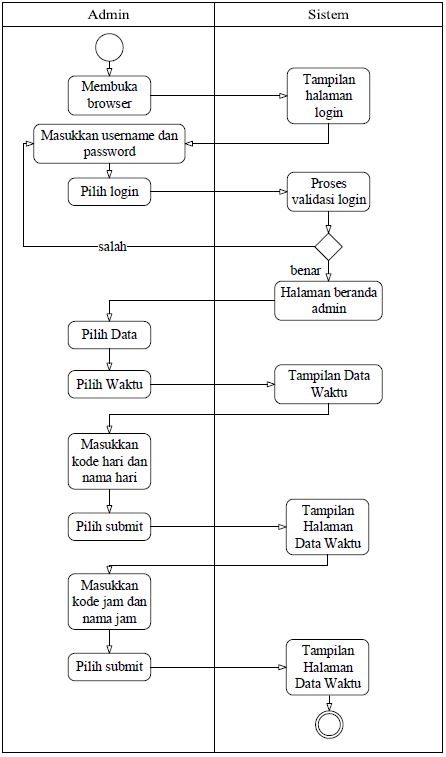 Admin
Sistem
Membuka
browser
Tampilan
halaman
login
Masukkan username dan
password
Pilih login
Proses
validasi login
salah
benar
Halaman beranda
admin
Pilih Data
Pilih Waktu
Tampilan Data
Waktu
Masukkan
kode hari dan
nama hari
Pilih submit
Tampilan
Halaman
Data Waktu
Masukkan
kode jam dan
nama jam
Pilih submit
Tampilan
Halaman
Data Waktu